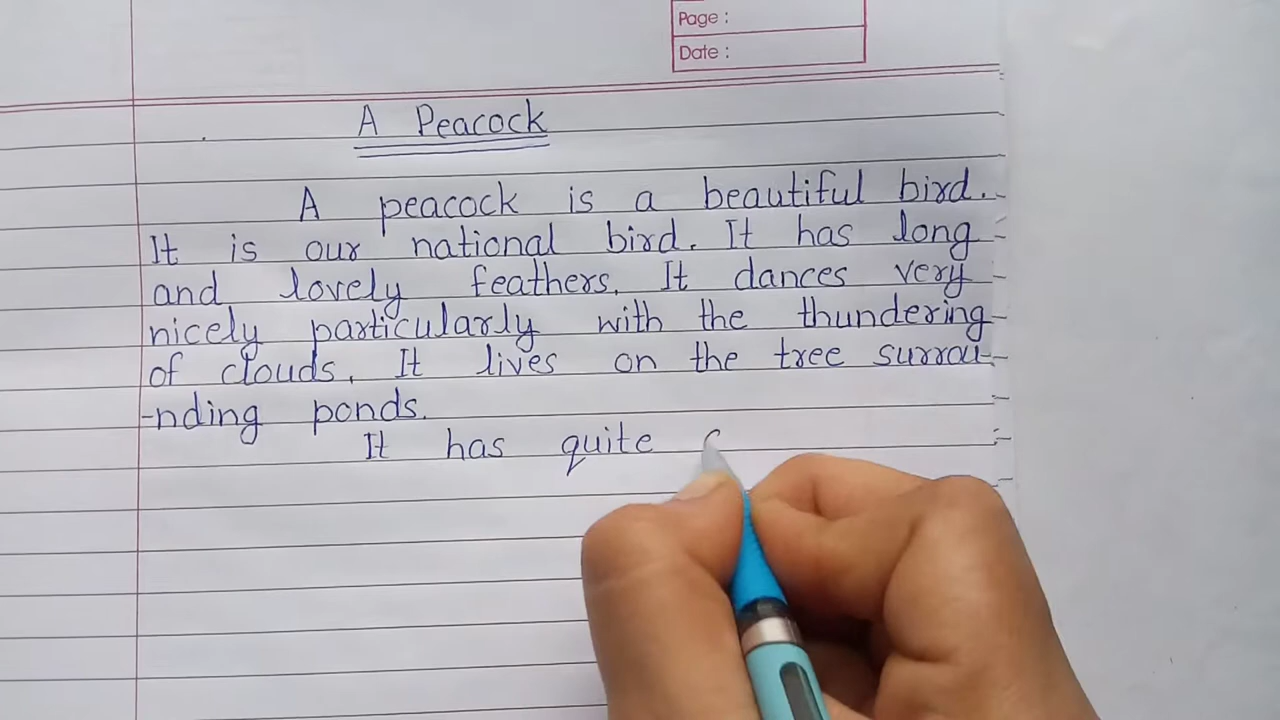 Page :
Date :
A Peacock
A peacock is a beautiful bird.
It is our national bird. It has long
and lovely feathers. It dances very
nicely particularly with the thundering
of clouds. It lives on the tree surrou-
-nding ponds.
It has quite